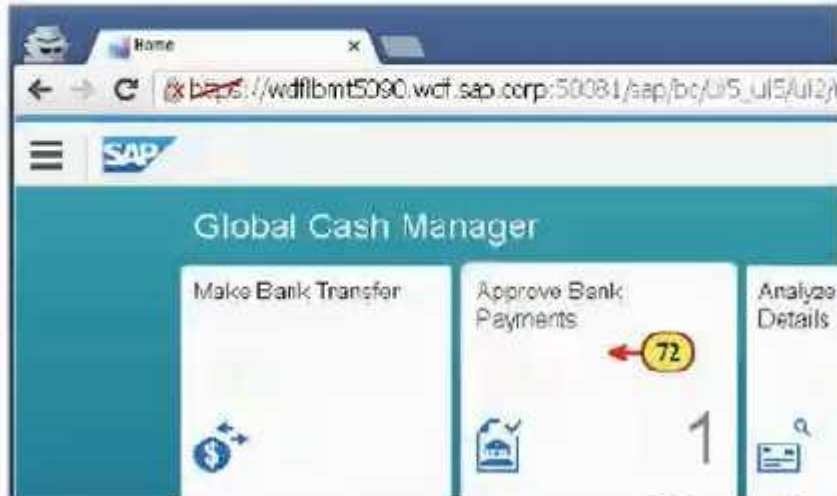 Home
https://wdflbmt5090.wdf.sap.corp:50081/sap/bc/ui5_ui5/ui2/
SAP
Global Cash Manager
Make Bank Transfer
Approve Bank
Payments
72
1
Analyze
Details